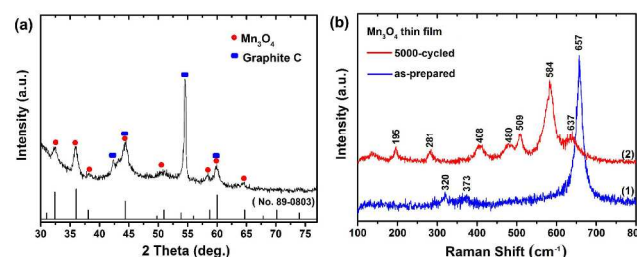 (a)
Mn₃O₄
Graphite C
Intensity (a.u.)
( No. 89-0803)
30 35 40 45 50 55 60 65 70 75
2 Theta (deg.)
(b)
Mn₃O₄ thin film
5000-cycled
as-prepared
Intensity (a.u.)
195
281
408
480
509
584
637
657
(2)
320
373
(1)
100 200 300 400 500 600 700 800
Raman Shift (cm⁻¹)